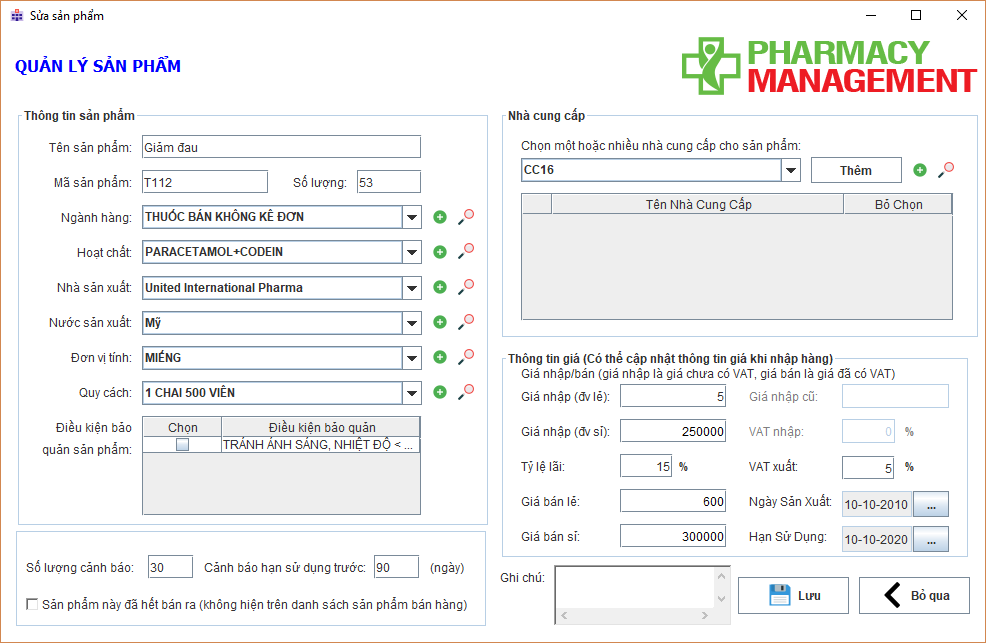 Sửa sản phẩm
QUẢN LÝ SẢN PHẨM
PHARMACY
MANAGEMENT
Thông tin sản phẩm
Tên sản phẩm: Giảm đau
Mã sản phẩm: T112 Số lượng: 53
Ngành hàng: THUỐC BÁN KHÔNG KÊ ĐƠN
Hoạt chất: PARACETAMOL+CODEIN
Nhà sản xuất: United International Pharma
Nước sản xuất: Mỹ
Đơn vị tính: MIẾNG
Quy cách: 1 CHAI 500 VIÊN
Điều kiện bảo
quản sản phẩm:
Chọn Điều kiện bảo quản
TRÁNH ÁNH SÁNG, NHIỆT ĐỘ < ...
Số lượng cảnh báo: 30 Cảnh báo hạn sử dụng trước: 90 (ngày)
Sản phẩm này đã hết bán ra (không hiện trên danh sách sản phẩm bán hàng)
Nhà cung cấp
Chọn một hoặc nhiều nhà cung cấp cho sản phẩm:
CC16 Thêm
Tên Nhà Cung Cấp Bỏ Chọn
Thông tin giá (Có thể cập nhật thông tin giá khi nhập hàng)
Giá nhập/bán (giá nhập là giá chưa có VAT, giá bán là giá đã có VAT)
Giá nhập (đv lẻ): 5 Giá nhập cũ:
Giá nhập (đv sỉ): 250000 VAT nhập: 0 %
Tỷ lệ lãi: 15 % VAT xuất: 5 %
Giá bán lẻ: 600 Ngày Sản Xuất: 10-10-2010 ...
Giá bán sỉ: 300000 Hạn Sử Dụng: 10-10-2020 ...
Ghi chú:
Lưu Bỏ qua